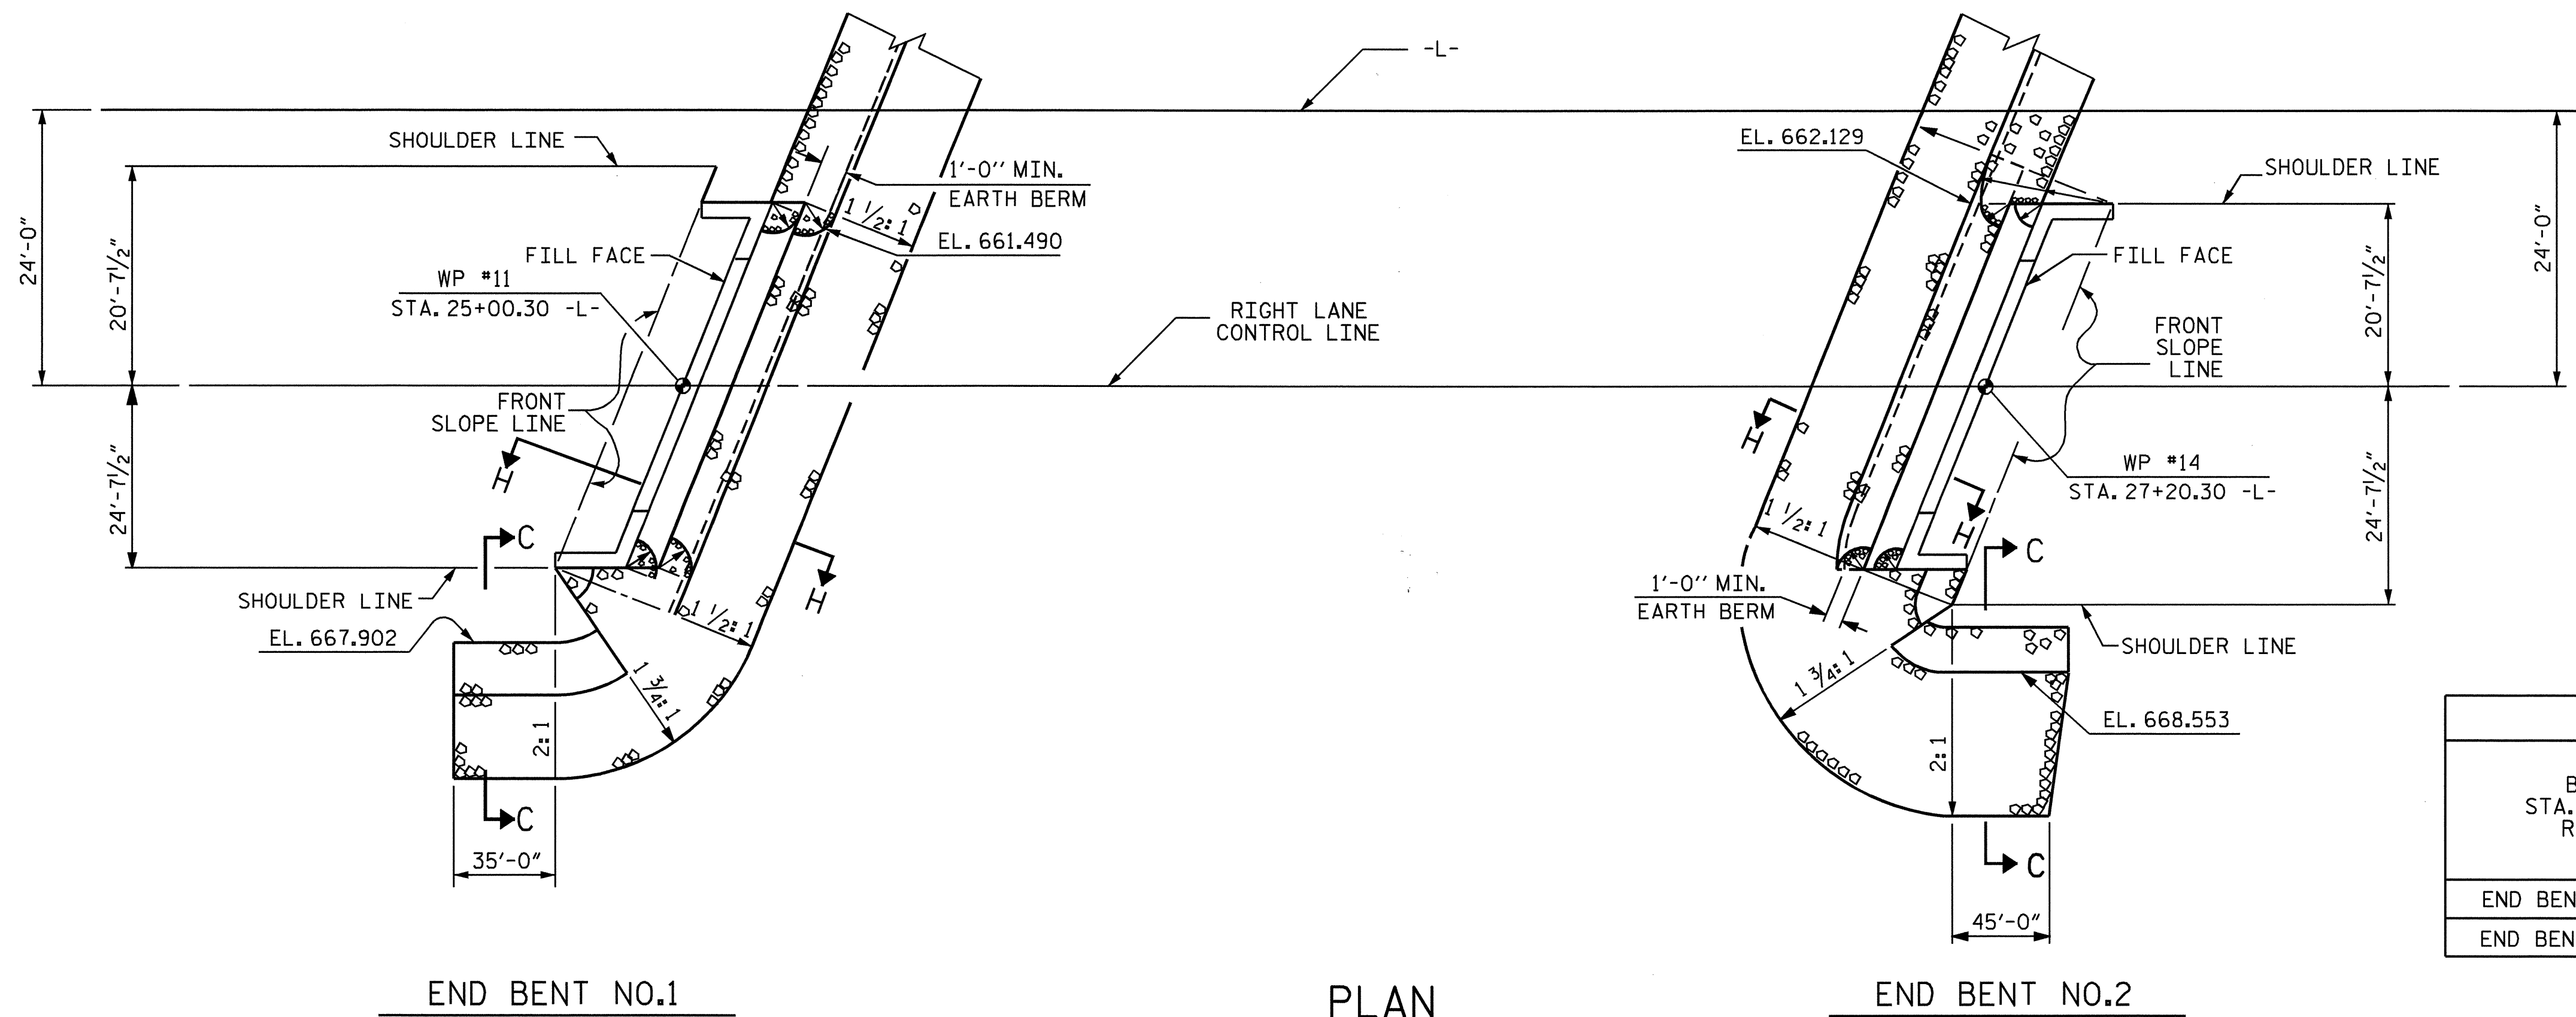 -L-
SHOULDER LINE
1'-0" MIN.
EARTH BERM
1 1/2:1
EL. 661.490
24'-0"
20'-7 1/2"
FILL FACE
WP #11
STA. 25+00.30 -L-
RIGHT LANE
CONTROL LINE
FRONT
SLOPE LINE
24'-7 1/2"
H
C
H
SHOULDER LINE
EL. 667.902
1 1/2:1
1 3/4:1
2:1
C
35'-0"
END BENT NO.1
PLAN
EL. 662.129
SHOULDER LINE
FILL FACE
24'-0"
20'-7 1/2"
FRONT
SLOPE
LINE
H
WP #14
STA. 27+20.30 -L-
24'-7 1/2"
1 1/2:1
H
C
1'-0" MIN.
EARTH BERM
SHOULDER LINE
1 3/4:1
2:1
EL. 668.553
C
45'-0"
END BENT NO.2
STA.
R
END BEN
END BEN